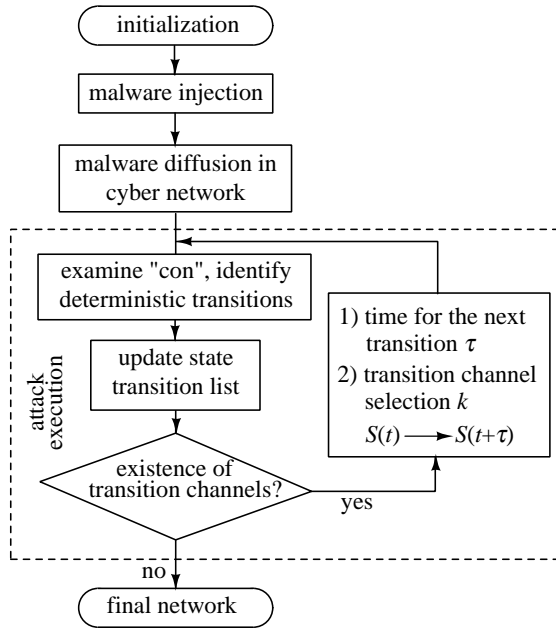 initialization
malware injection
malware diffusion in
cyber network
examine "con", identify
deterministic transitions
update state
transition list
attack
execution
existence of
transition channels?
yes
1) time for the next
transition τ
2) transition channel
selection k
S(t) ⟶ S(t+τ)
no
final network